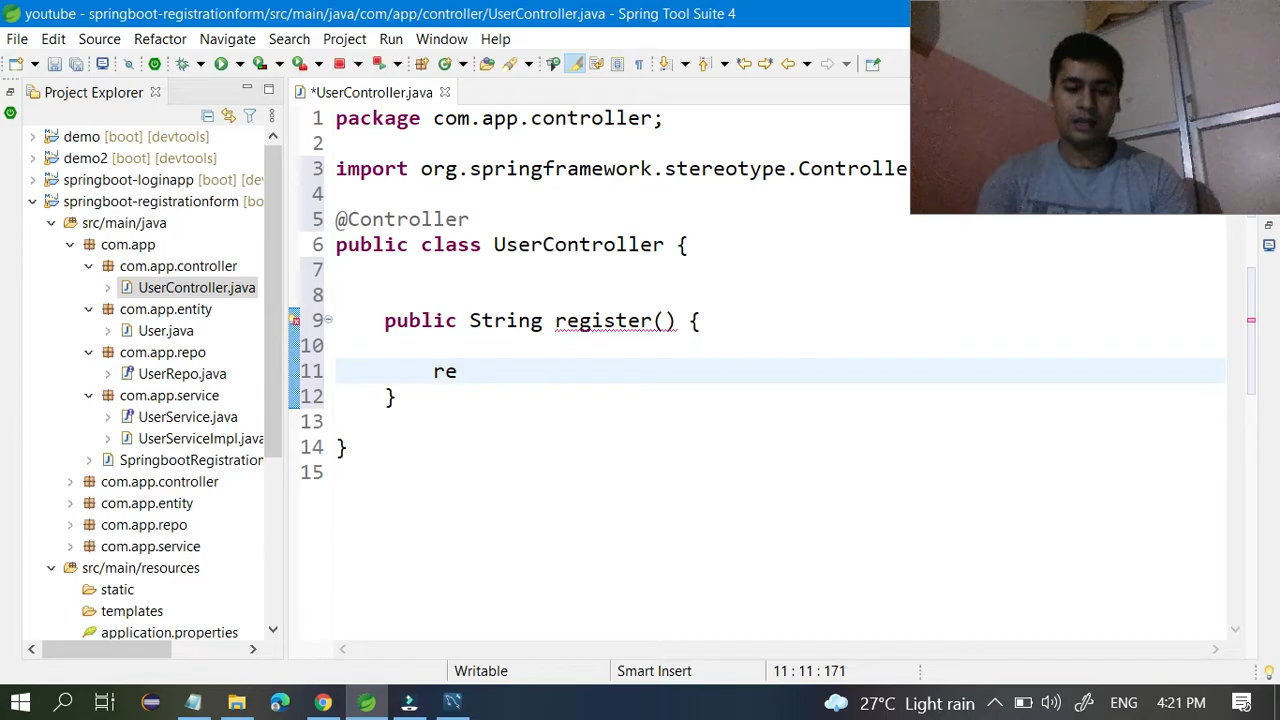 youtube - springboot-registrationform/src/main/java/com/app/controller/UserController.java - Spring Tool Suite 4
File Edit Source Refactor Navigate Search Project Run Window Help
Project Explorer
*UserController.java
demo [boot] [devtools]
demo2 [boot] [devtools]
springboot-loginapp [boot] [dev
springboot-registrationform [bo
src/main/java
com.app
com.app.controller
UserController.java
com.app.entity
User.java
com.app.repo
UserRepo.java
com.app.service
UserService.java
UserServiceImpl.java
SpringbootRegistration
com.app.controller
com.app.entity
com.app.repo
com.app.service
src/main/resources
static
templates
application.properties
1 package com.app.controller;
2
3 import org.springframework.stereotype.Controlle
4
5 @Controller
6 public class UserController {
7
8
9 public String register() {
10
11 re
12 }
13
14 }
15
Writable Smart Insert 11 : 11 : 171
27°C Light rain ENG 4:21 PM